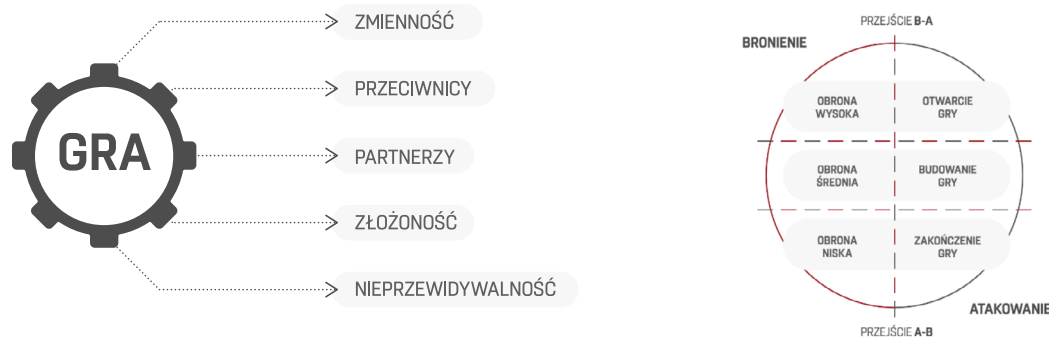 GRA
ZMIENNOŚĆ
PRZECIWNICY
PARTNERZY
ZŁOŻONOŚĆ
NIEPRZEWIDYWALNOŚĆ
PRZEJŚCIE B-A
BRONIENIE
OBRONA
WYSOKA
OTWARCIE
GRY
OBRONA
ŚREDNIA
BUDOWANIE
GRY
OBRONA
NISKA
ZAKOŃCZENIE
GRY
ATAKOWANIE
PRZEJŚCIE A-B